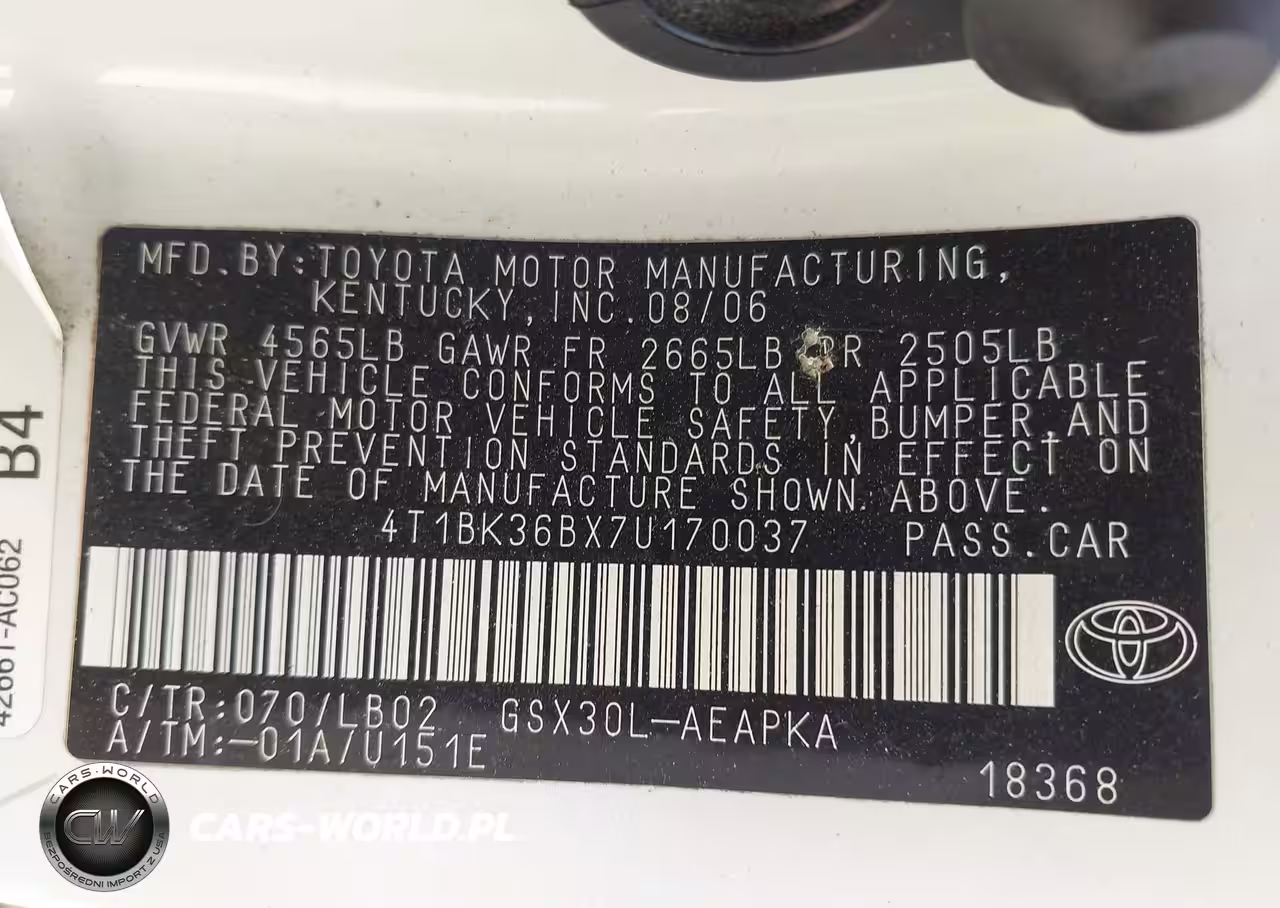 MFD.BY:TOYOTA MOTOR MANUFACTURING,
KENTUCKY,INC.08/06
GVWR 4565LB GAWR FR 2665LB RR 2505LB
THIS VEHICLE CONFORMS TO ALL APPLICABLE
FEDERAL MOTOR VEHICLE SAFETY,BUMPER,AND
THEFT PREVENTION STANDARDS IN EFFECT ON
THE DATE OF MANUFACTURE SHOWN ABOVE.
4T1BK36BX7U170037 PASS.CAR
C/TR:070/LB02 GSX30L-AEAPKA
A/TM:-01A/U151E
18368
B4
42661-AC062
CARS-WORLD
CW
BEZPOŚREDNI IMPORT Z USA
CARS-WORLD.PL